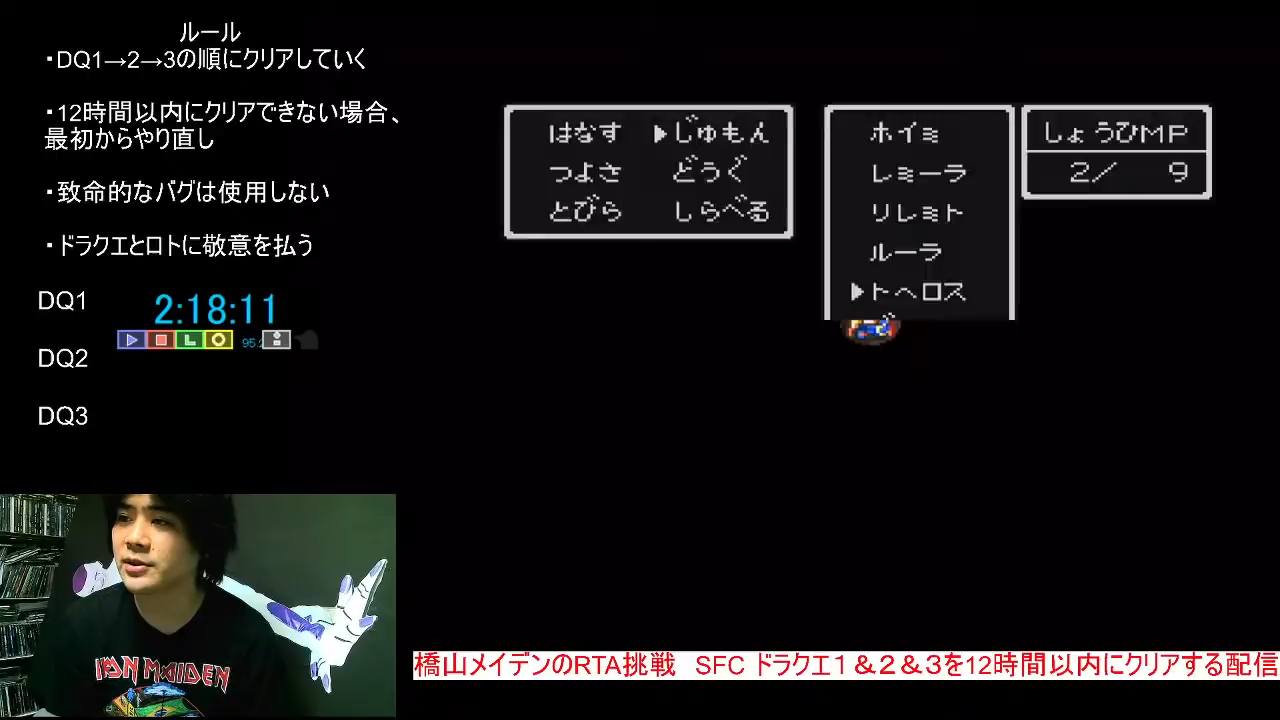 ルール
・DQ1→2→3の順にクリアしていく
・12時間以内にクリアできない場合、
最初からやり直し
・致命的なバグは使用しない
・ドラクエとロトに敬意を払う
DQ1
2:18:11
DQ2
DQ3
はなす ▶じゅもん
つよさ どうぐ
とびら しらべる
ホイミ
レミーラ
リレミト
ルーラ
▶トヘロス
しょうひMP
2/ 9
IRON MAIDEN
橋山メイデンのRTA挑戦 SFC ドラクエ1&2&3を12時間以内にクリアする配信